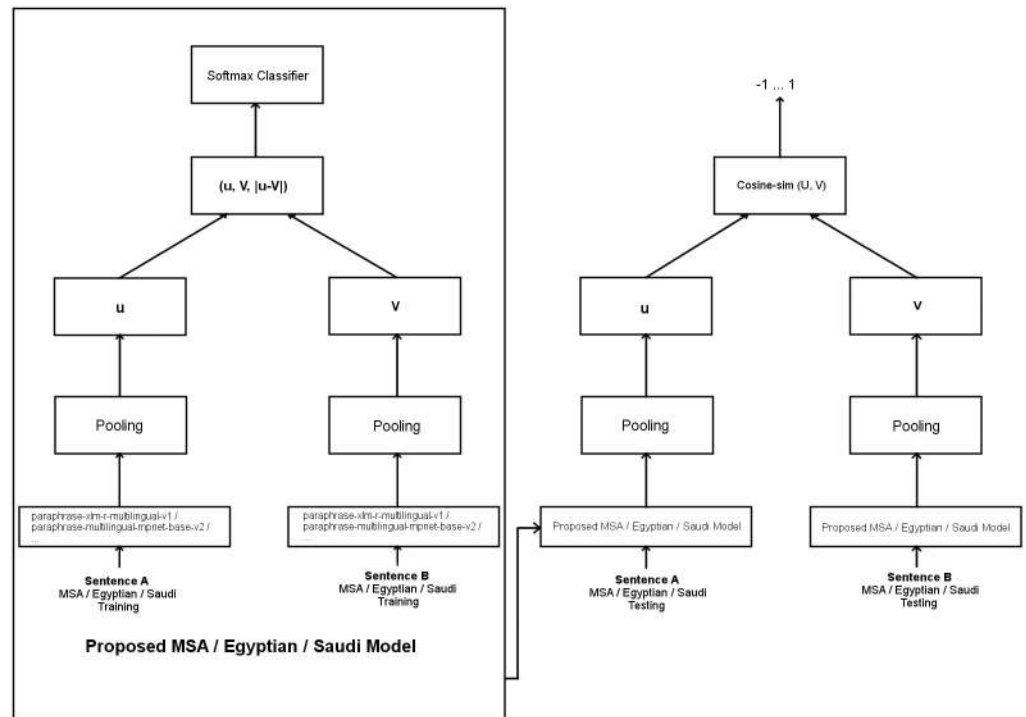 Softmax Classifier
(u, V, |u-V|)
u
V
Pooling
Pooling
paraphrase-xlm-r-multilingual-v1 /
paraphrase-multilingual-mpnet-base-v2 /
...
paraphrase-xlm-r-multilingual-v1 /
paraphrase-multilingual-mpnet-base-v2 /
...
Sentence A
MSA / Egyptian / Saudi
Training
Sentence B
MSA / Egyptian / Saudi
Training
Proposed MSA / Egyptian / Saudi Model
-1 ... 1
Cosine-sim (U, V)
u
V
Pooling
Pooling
Proposed MSA / Egyptian / Saudi Model
Proposed MSA / Egyptian / Saudi Model
Sentence A
MSA / Egyptian / Saudi
Testing
Sentence B
MSA / Egyptian / Saudi
Testing